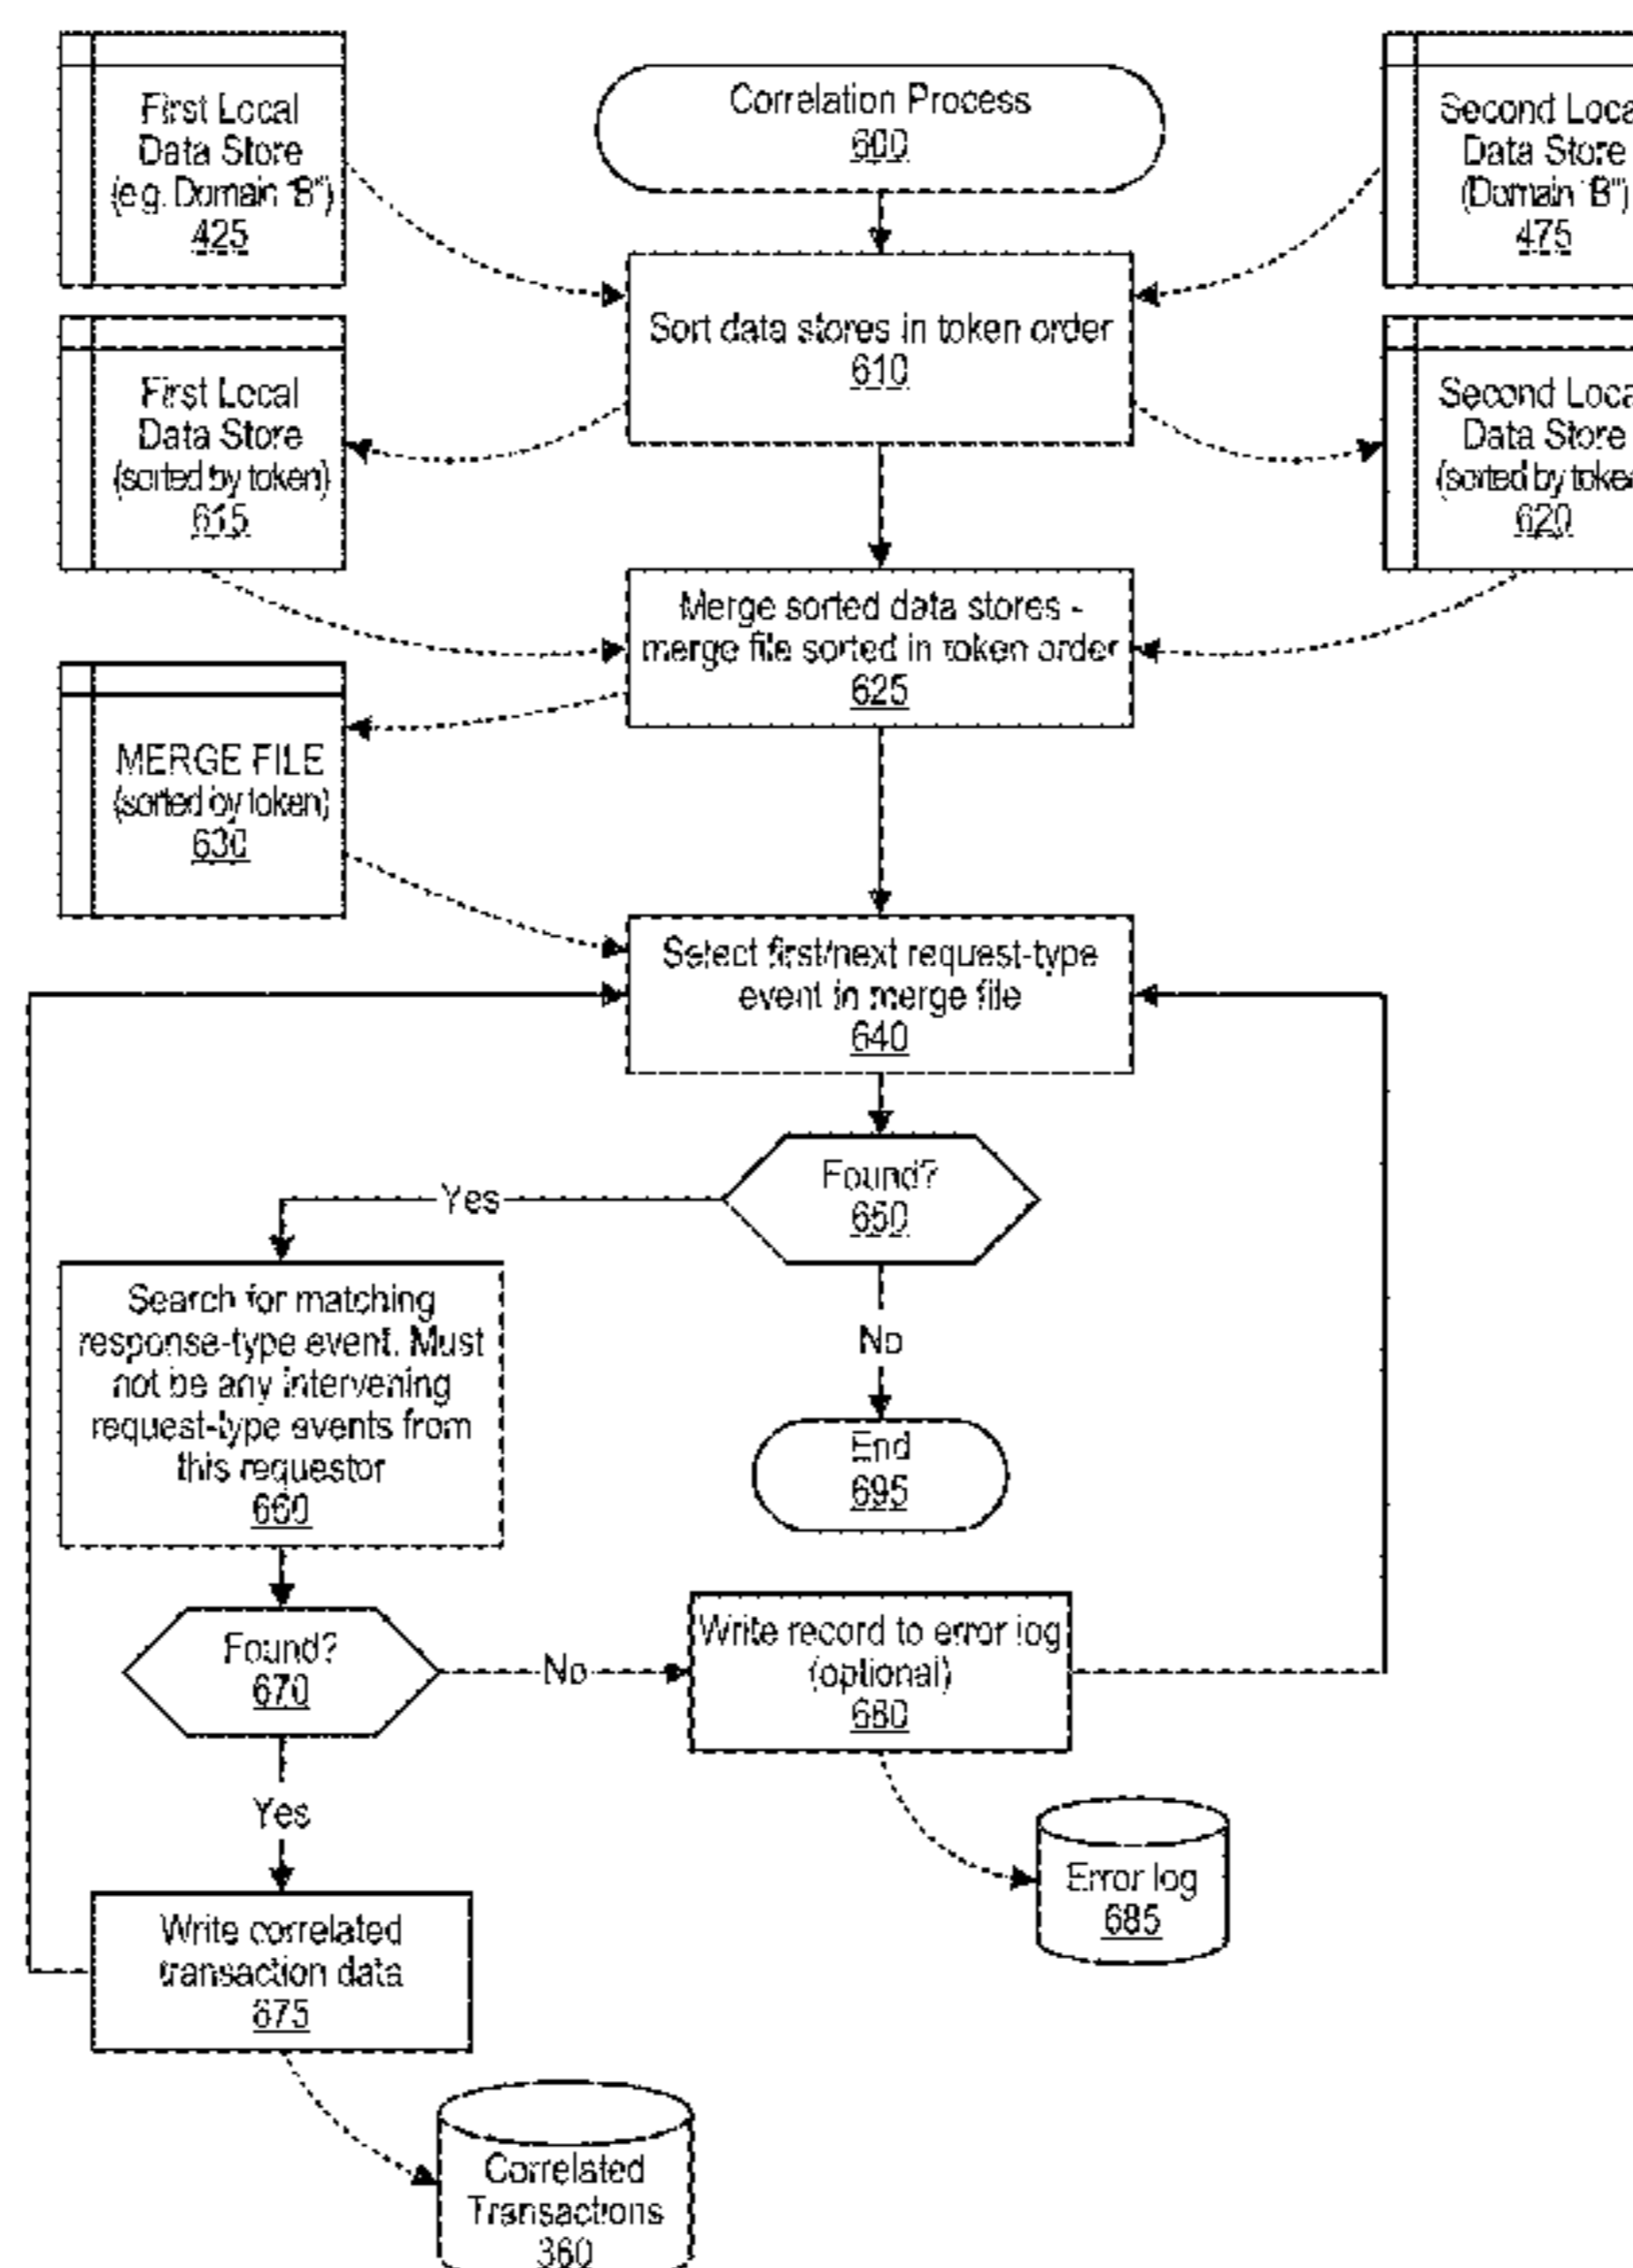 First Local
Data Store
(e.g. Domain "B")
425
Correlation Process
600
Second Loca
Data Store
(Domain "B")
475
Sort data stores in token order
610
First Local
Data Store
(sorted by token)
615
Second Loca
Data Store
(sorted by toke
620
Merge sorted data stores -
merge file sorted in token order
625
MERGE FILE
(sorted by token)
630
Select first/next request-type
event in merge file
640
Found?
650
Yes
No
Search for matching
response-type event. Must
not be any intervening
request-type events from
this requestor
660
End
695
Found?
670
No
Write record to error log
(optional)
680
Yes
Error log
685
Write correlated
transaction data
675
Correlated
Transactions
360